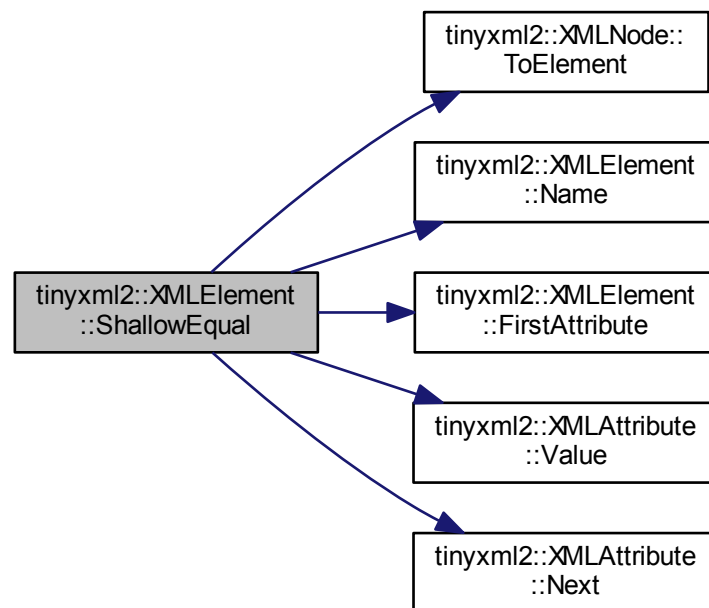 tinyxml2::XMLNode::
ToElement
tinyxml2::XMLElement
::Name
tinyxml2::XMLElement
::ShallowEqual
tinyxml2::XMLElement
::FirstAttribute
tinyxml2::XMLAttribute
::Value
tinyxml2::XMLAttribute
::Next